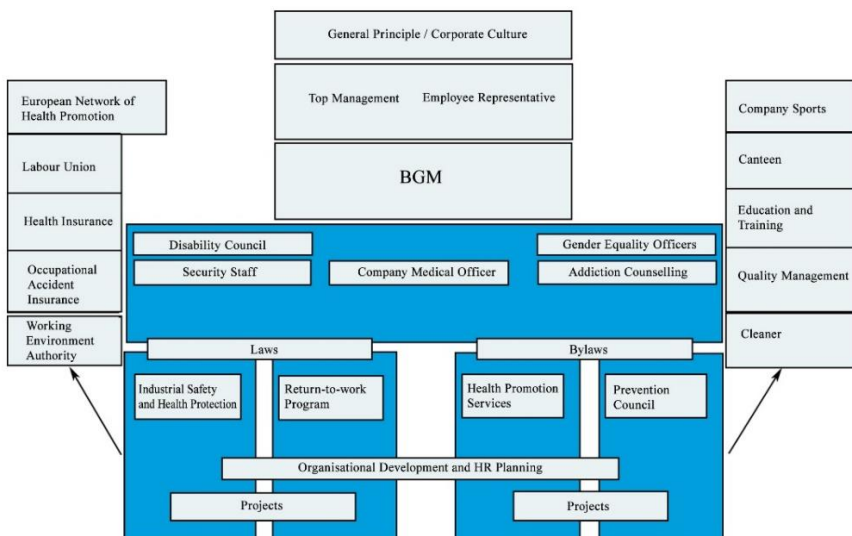 General Principle / Corporate Culture
Top Management
Employee Representative
BGM
European Network of
Health Promotion
Labour Union
Health Insurance
Occupational
Accident
Insurance
Working
Environment
Authority
Company Sports
Canteen
Education and
Training
Quality Management
Cleaner
Disability Council
Gender Equality Officers
Security Staff
Company Medical Officer
Addiction Counselling
Laws
Bylaws
Industrial Safety
and Health Protection
Return-to-work
Program
Health Promotion
Services
Prevention
Council
Organisational Development and HR Planning
Projects
Projects